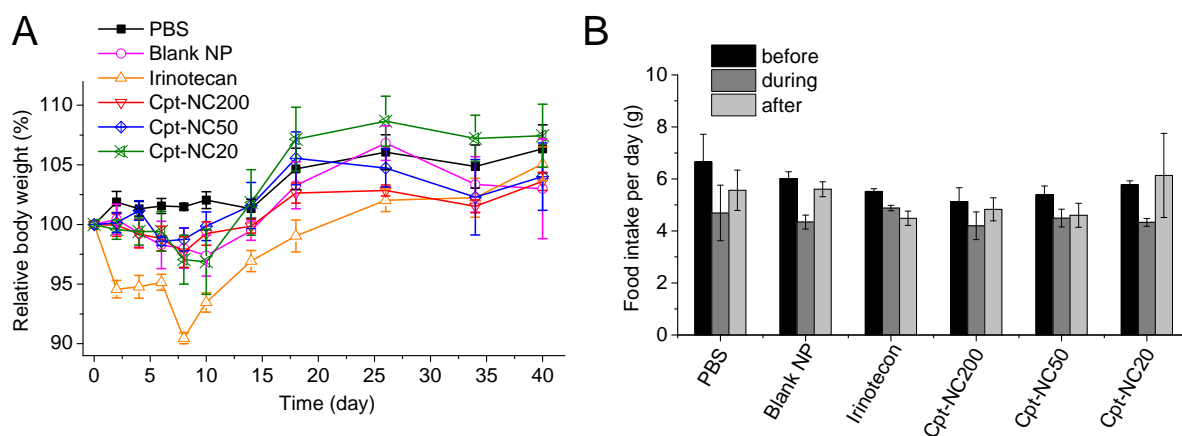 A
PBS
Blank NP
Irinotecan
Cpt-NC200
Cpt-NC50
Cpt-NC20
Relative body weight (%)
110
105
100
95
90
0 5 10 15 20 25 30 35 40
Time (day)
B
before
during
after
Food intake per day (g)
10
8
6
4
2
0
PBS
Blank NP
Irinotecon
Cpt-NC200
Cpt-NC50
Cpt-NC20